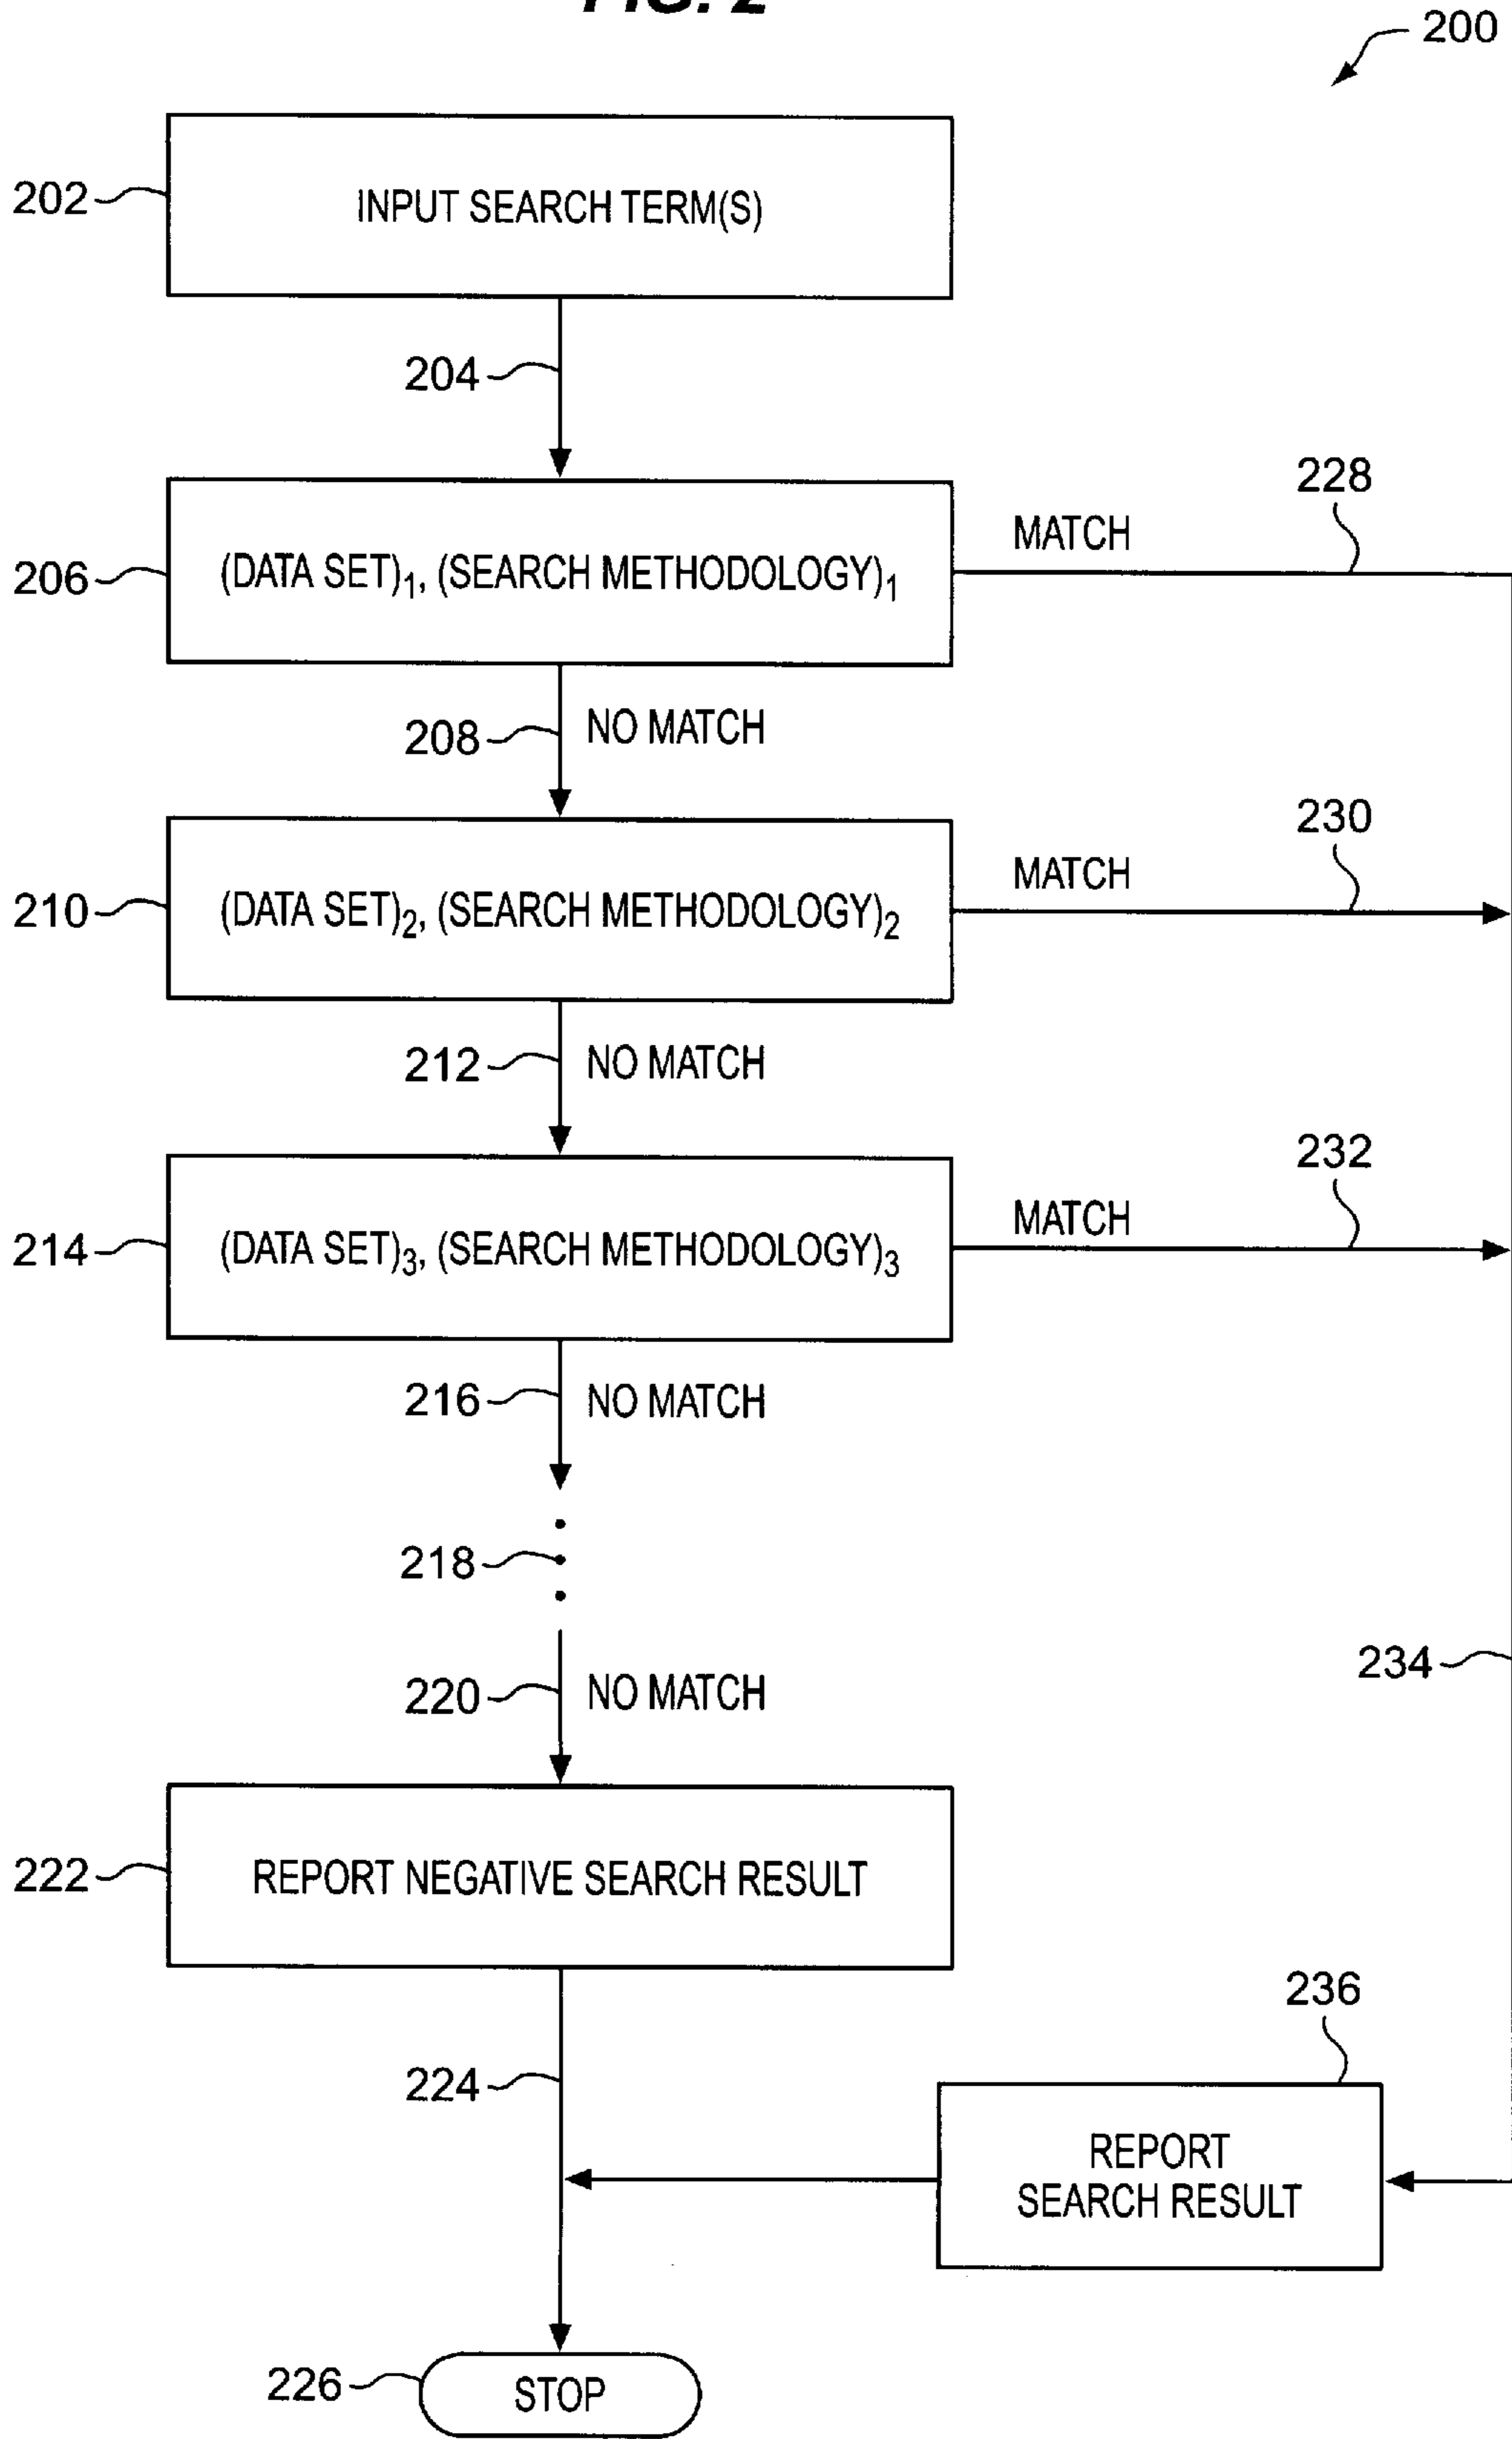 FIG. 2
200
202
INPUT SEARCH TERM(S)
204
228
MATCH
206
(DATA SET)₁, (SEARCH METHODOLOGY)₁
208
NO MATCH
230
MATCH
210
(DATA SET)₂, (SEARCH METHODOLOGY)₂
212
NO MATCH
232
MATCH
214
(DATA SET)₃, (SEARCH METHODOLOGY)₃
216
NO MATCH
218
234
220
NO MATCH
222
REPORT NEGATIVE SEARCH RESULT
236
224
REPORT
SEARCH RESULT
226
STOP